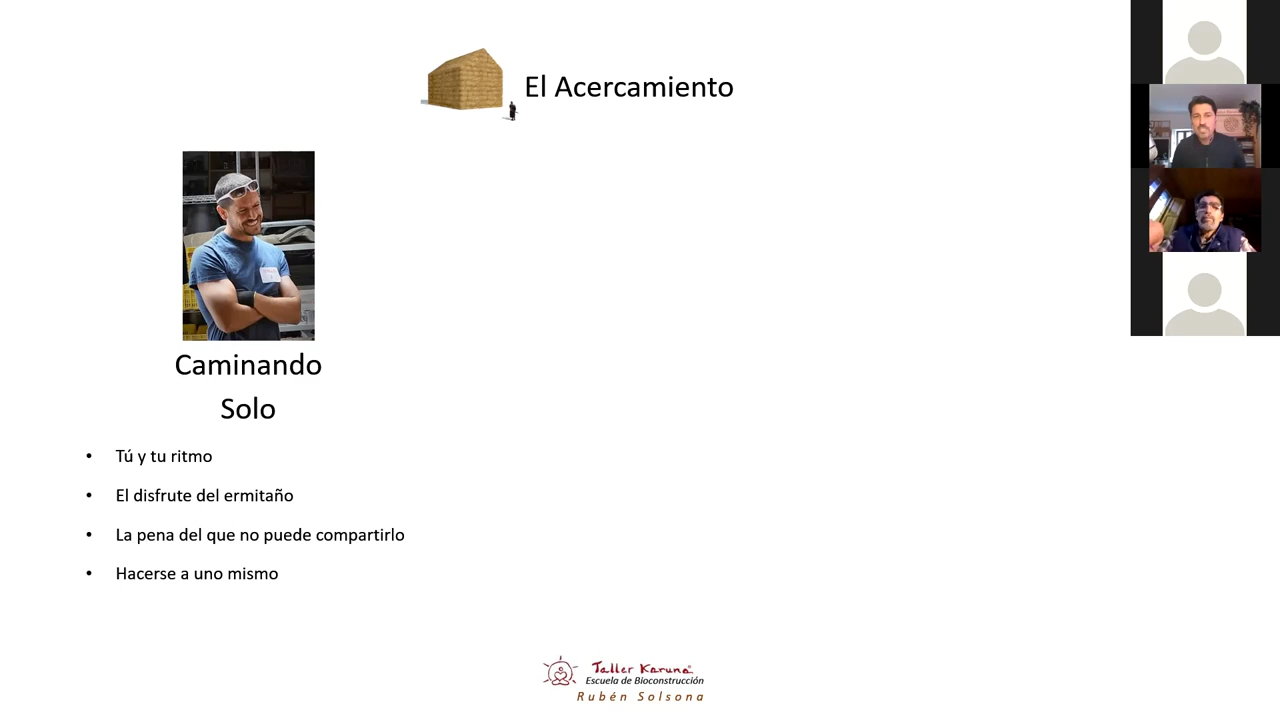 El Acercamiento
Caminando
Solo
• Tú y tu ritmo
• El disfrute del ermitaño
• La pena del que no puede compartirlo
• Hacerse a uno mismo
Taller Karuna
Escuela de Bioconstrucción
Rubén Solsona